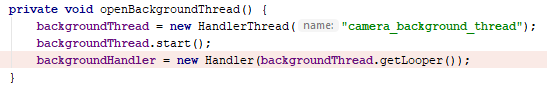 private void openBackgroundThread() {
    backgroundThread = new HandlerThread( name: "camera_background_thread");
    backgroundThread.start();
    backgroundHandler = new Handler(backgroundThread.getLooper());
}